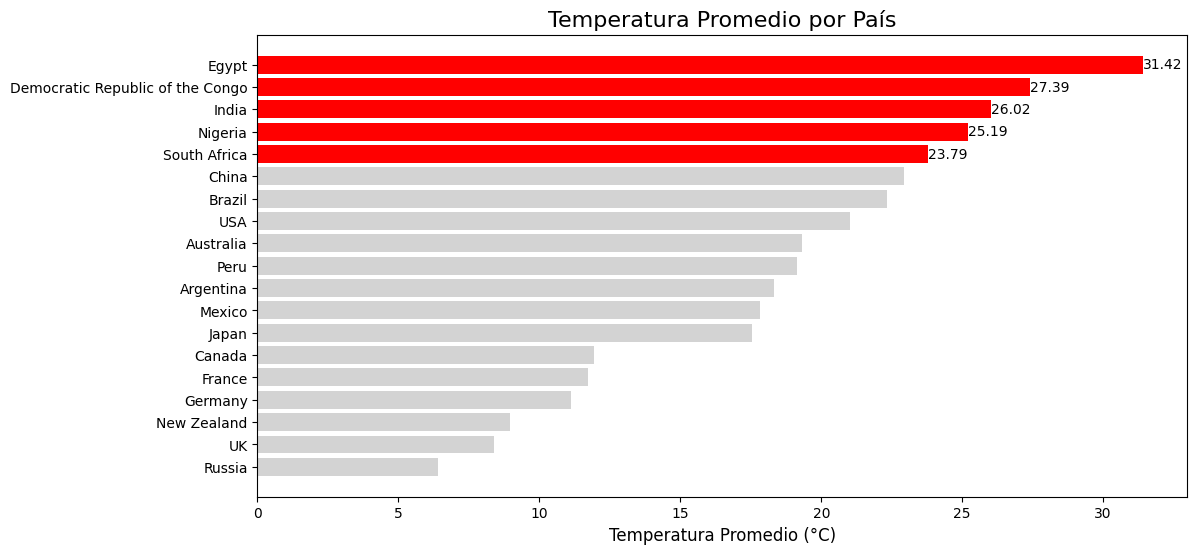 Temperatura Promedio por País
Egypt 31.42
Democratic Republic of the Congo 27.39
India 26.02
Nigeria 25.19
South Africa 23.79
China
Brazil
USA
Australia
Peru
Argentina
Mexico
Japan
Canada
France
Germany
New Zealand
UK
Russia
0 5 10 15 20 25 30
Temperatura Promedio (°C)